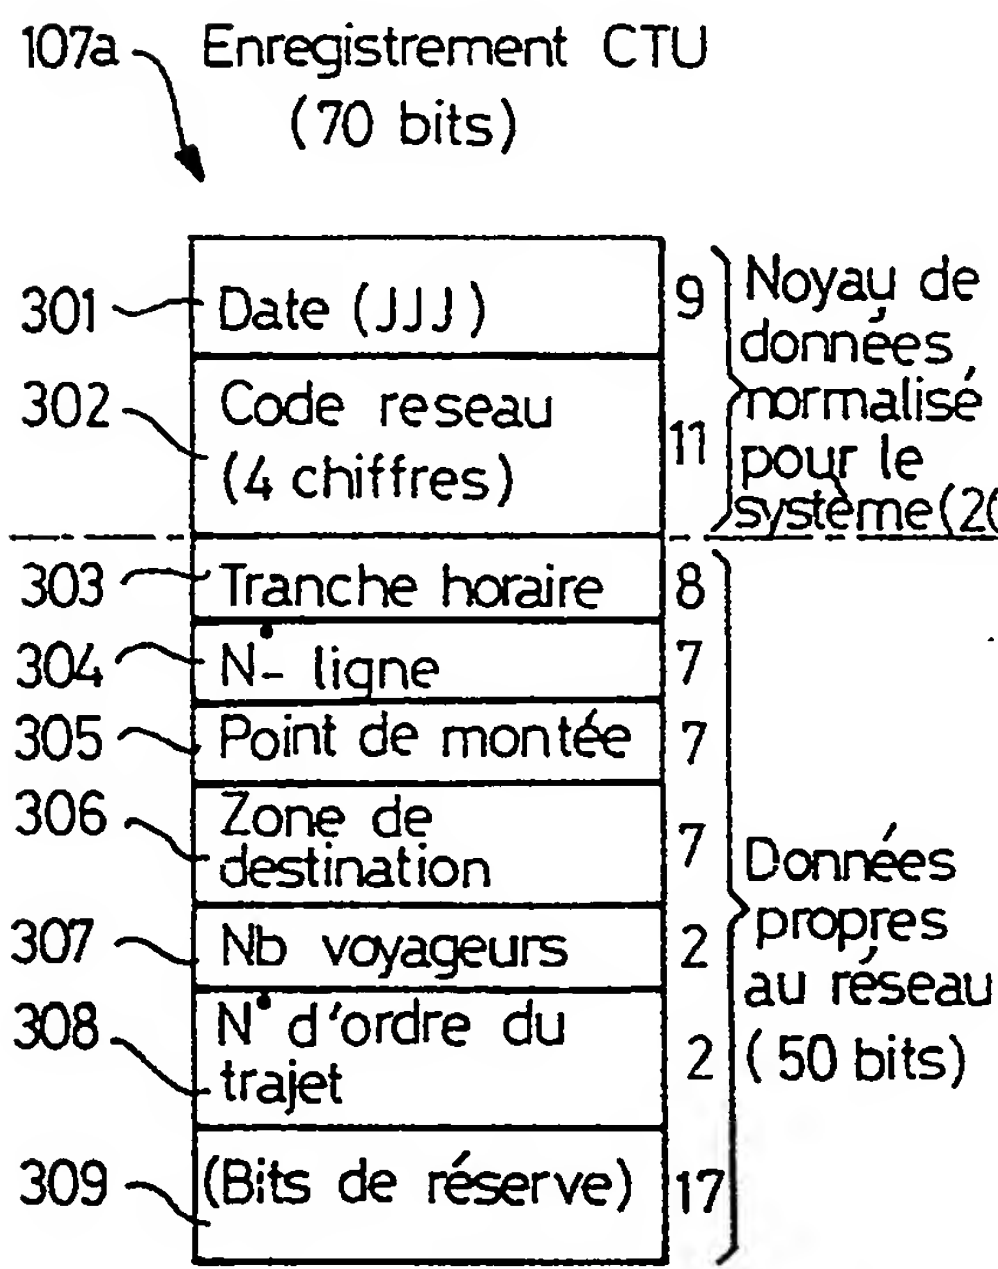 107a Enregistrement CTU
(70 bits)
301 Date (JJJ) 9
302 Code reseau
(4 chiffres) 11
Noyau de
données
normalisé
pour le
système (20
303 Tranche horaire 8
304 N° ligne 7
305 Point de montée 7
306 Zone de
destination 7
307 Nb voyageurs 2
308 N° d'ordre du
trajet 2
309 (Bits de réserve) 17
Données
propres
au réseau
(50 bits)